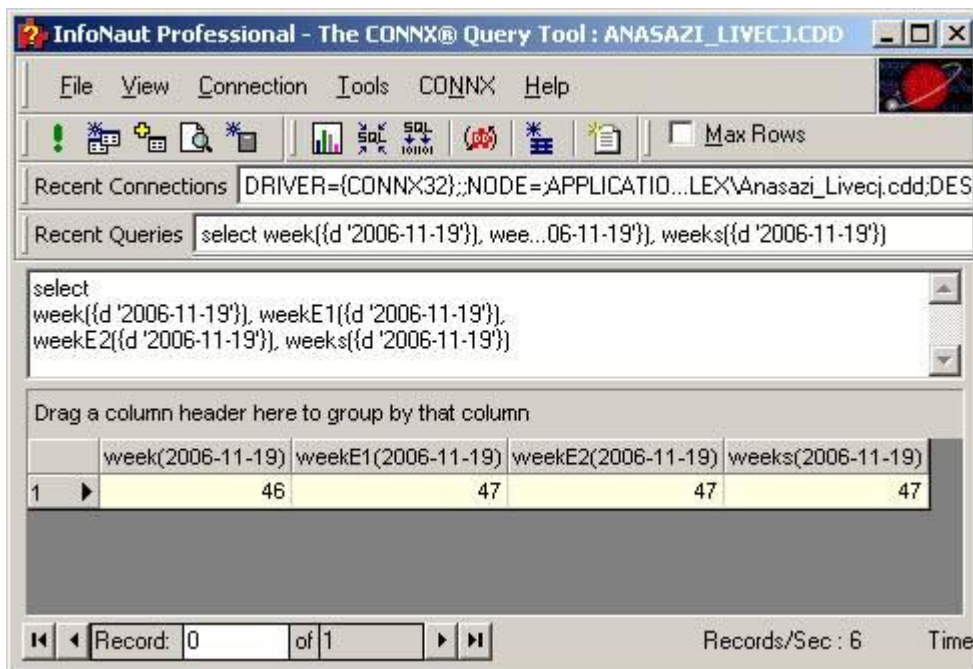 InfoNaut Professional - The CONNX® Query Tool : ANASAZI_LIVECJ.CDD
File View Connection Tools CONNX Help
Max Rows
Recent Connections DRIVER={CONNX32};;NODE=;APPLICATIO...LEX\Anasazi_Livecj.cdd;DES
Recent Queries select week({d '2006-11-19'}), wee...06-11-19'}), weeks({d '2006-11-19'})
select
week({d '2006-11-19'}), weekE1({d '2006-11-19'}),
weekE2({d '2006-11-19'}), weeks({d '2006-11-19'})
Drag a column header here to group by that column
week(2006-11-19) weekE1(2006-11-19) weekE2(2006-11-19) weeks(2006-11-19)
1 46 47 47 47
Record: 0 of 1 Records/Sec : 6 Time